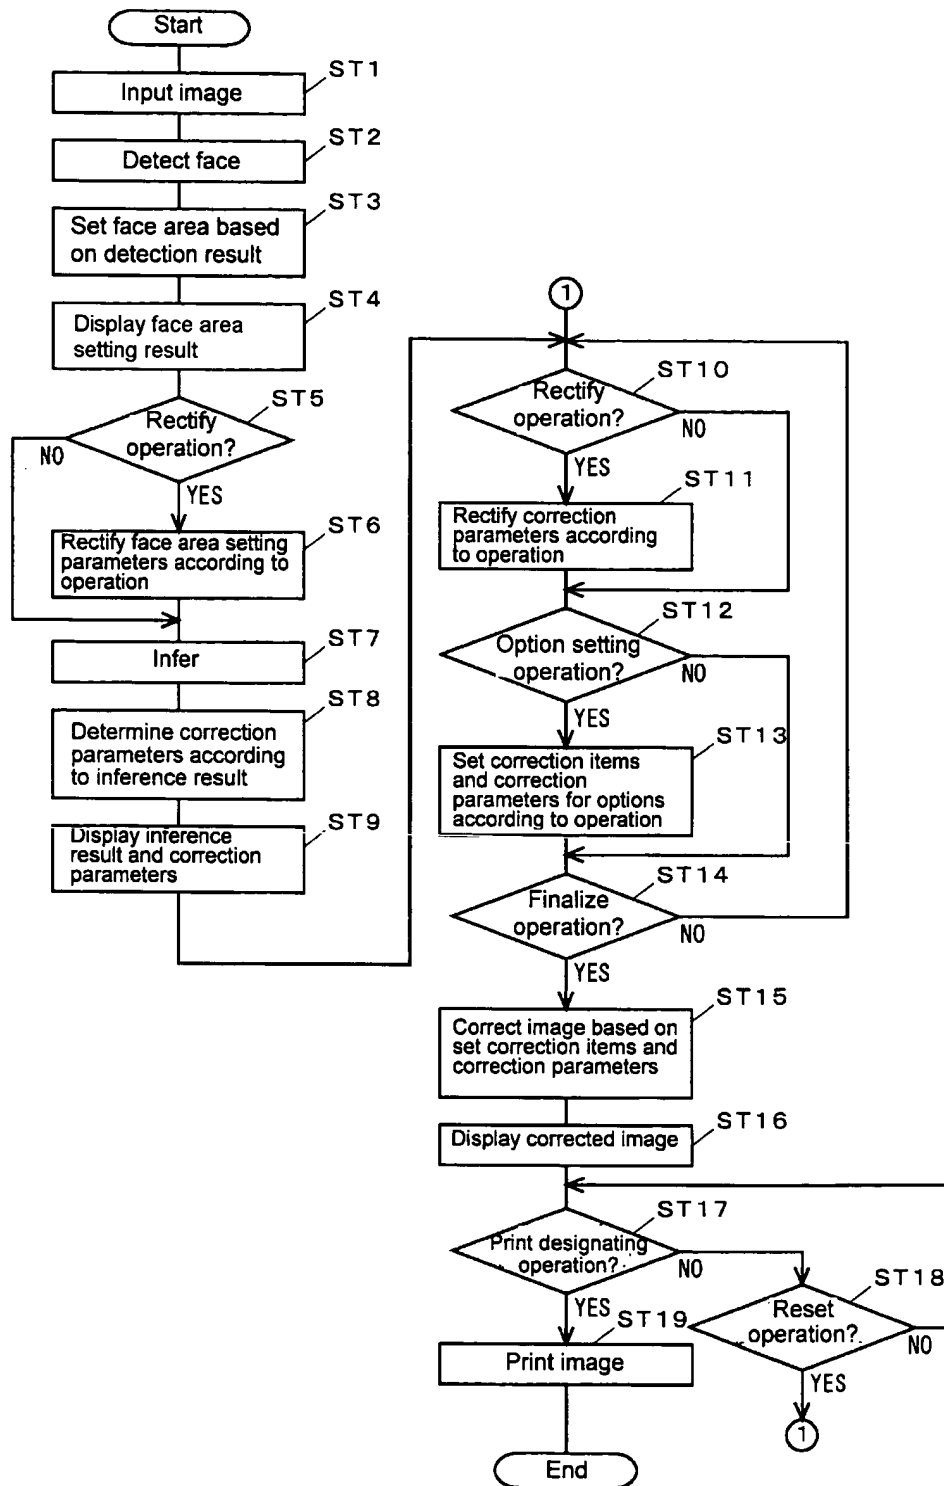 Start
ST1
Input image
ST2
Detect face
ST3
Set face area based
on detection result
ST4
Display face area
setting result
ST5
Rectify
operation?
NO
YES
ST6
Rectify face area setting
parameters according to
operation
ST7
Infer
ST8
Determine correction
parameters according
to inference result
ST9
Display inference
result and correction
parameters
1
ST10
Rectify
operation?
NO
YES
ST11
Rectify correction
parameters according
to operation
ST12
Option setting
operation?
NO
YES
ST13
Set correction items
and correction
parameters for options
according to operation
ST14
Finalize
operation?
NO
YES
ST15
Correct image based on
set correction items and
correction parameters
ST16
Display corrected image
ST17
Print designating
operation?
NO
YES
ST18
Reset
operation?
NO
YES
1
ST19
Print image
End